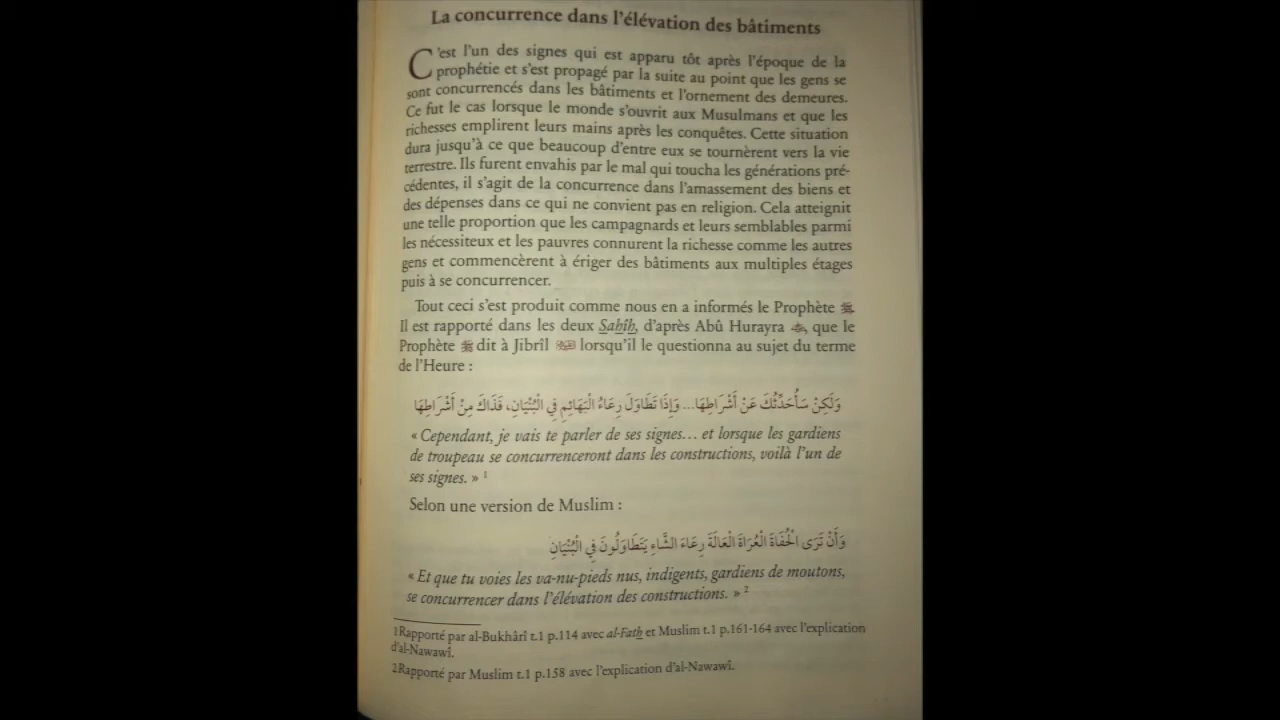 La concurrence dans l'élévation des bâtiments
C'est l'un des signes qui est apparu tôt après l'époque de la
prophétie et s'est propagé par la suite au point que les gens se
sont concurrencés dans les bâtiments et l'ornement des demeures.
Ce fut le cas lorsque le monde s'ouvrit aux Musulmans et que les
richesses emplirent leurs mains après les conquêtes. Cette situation
dura jusqu'à ce que beaucoup d'entre eux se tournèrent vers la vie
terrestre. Ils furent envahis par le mal qui toucha les générations pré-
cédentes, il s'agit de la concurrence dans l'amassement des biens et
des dépenses dans ce qui ne convient pas en religion. Cela atteignit
une telle proportion que les campagnards et leurs semblables parmi
les nécessiteux et les pauvres connurent la richesse comme les autres
gens et commencèrent à ériger des bâtiments aux multiples étages
puis à se concurrencer.
Tout ceci s'est produit comme nous en a informés le Prophète ﷺ.
Il est rapporté dans les deux Sahîh, d'après Abû Hurayra, que le
Prophète ﷺ dit à Jibrîl lorsqu'il le questionna au sujet du terme
de l'Heure :
وَلَكِنْ سَأُحَدِّثُكَ عَنْ أَشْرَاطِهَا... وَإِذَا تَطَاوَلَ رِعَاءُ الْبَهَائِمِ فِي الْبُنْيَانِ، فَذَاكَ مِنْ أَشْرَاطِهَا
« Cependant, je vais te parler de ses signes… et lorsque les gardiens
de troupeau se concurrenceront dans les constructions, voilà l'un de
ses signes. » 1
Selon une version de Muslim :
وَأَنْ تَرَى الْحُفَاةَ الْعُرَاةَ الْعَالَةَ رِعَاءَ الشَّاءِ يَتَطَاوَلُونَ فِي الْبُنْيَانِ
« Et que tu voies les va-nu-pieds nus, indigents, gardiens de moutons,
se concurrencer dans l'élévation des constructions. » 2
1Rapporté par al-Bukhârî t.1 p.114 avec al-Fath et Muslim t.1 p.161-164 avec l'explication
d'al-Nawawî.
2Rapporté par Muslim t.1 p.158 avec l'explication d'al-Nawawî.